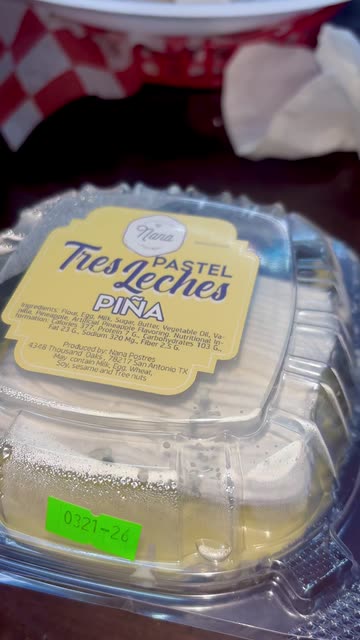 Nana
PASTEL
Tres Leches
PIÑA
Ingredients: Flour, Egg, Milk, Sugar, Butter, Vegetable Oil, Va-
nilla, Pineapple, Artificial Pineapple Flavoring. Nutritional In-
formation: Calories 377, Protein 7 G., Carbohydrates 103 G.,
Fat 23 G., Sodium 320 Mg., Fiber 2.5 G.
Produced by: Nana Postres
4348 Thousand Oaks, 78217 San Antonio TX
May contain Milk, Egg, Wheat,
Soy, sesame and Tree nuts
0321-26